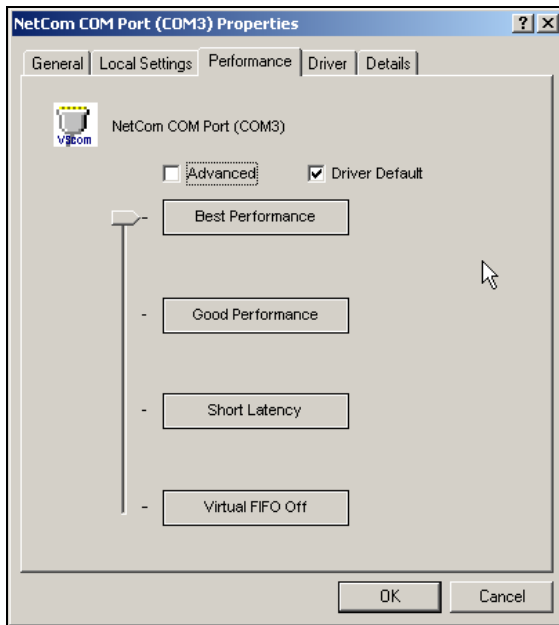 NetCom COM Port (COM3) Properties
General Local Settings Performance Driver Details
VScom NetCom COM Port (COM3)
Advanced Driver Default
- Best Performance
- Good Performance
- Short Latency
- Virtual FIFO Off
OK Cancel